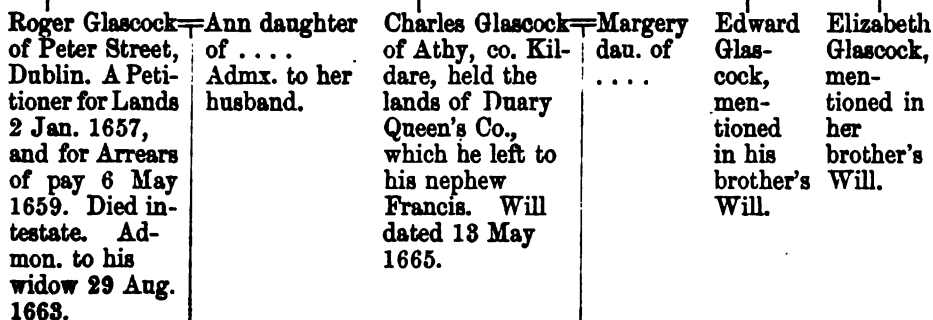 Roger Glascock
of Peter Street,
Dublin. A Peti-
tioner for Lands
2 Jan. 1657,
and for Arrears
of pay 6 May
1659. Died in-
testate. Ad-
mon. to his
widow 29 Aug.
1663.
Ann daughter
of ....
Admx. to her
husband.
Charles Glascock
of Athy, co. Kil-
dare, held the
lands of Duary
Queen's Co.,
which he left to
his nephew
Francis. Will
dated 13 May
1665.
Margery
dau. of
....
Edward
Glas-
cock,
men-
tioned
in his
brother's
Will.
Elizabeth
Glascock,
men-
tioned in
her
brother's
Will.